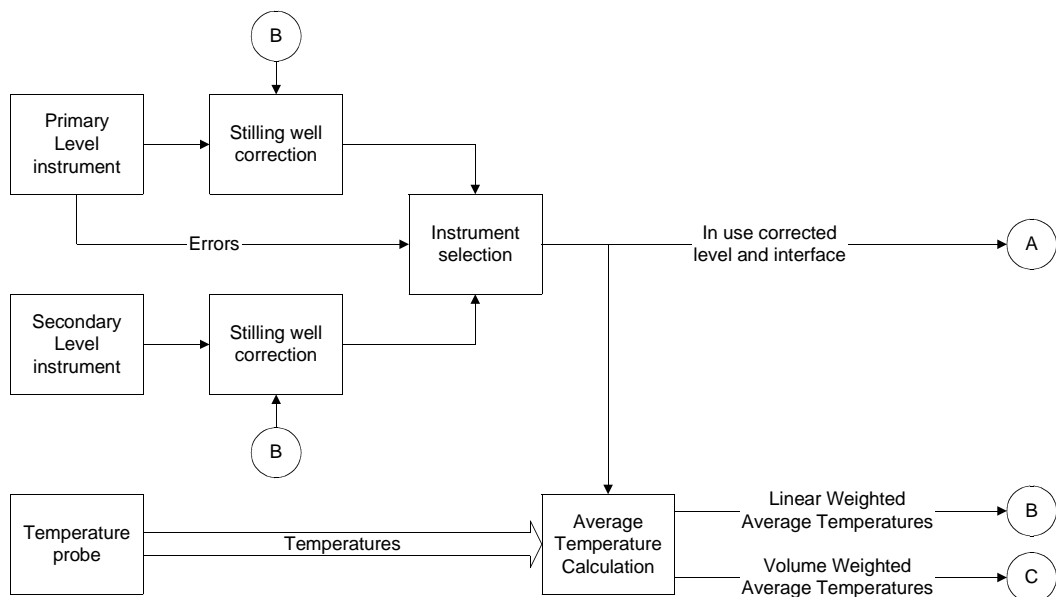 B
Primary
Level
instrument
Stilling well
correction
Errors
Instrument
selection
In use corrected
level and interface
A
Secondary
Level
instrument
Stilling well
correction
B
Temperature
probe
Temperatures
Average
Temperature
Calculation
Linear Weighted
Average Temperatures
B
Volume Weighted
Average Temperatures
C